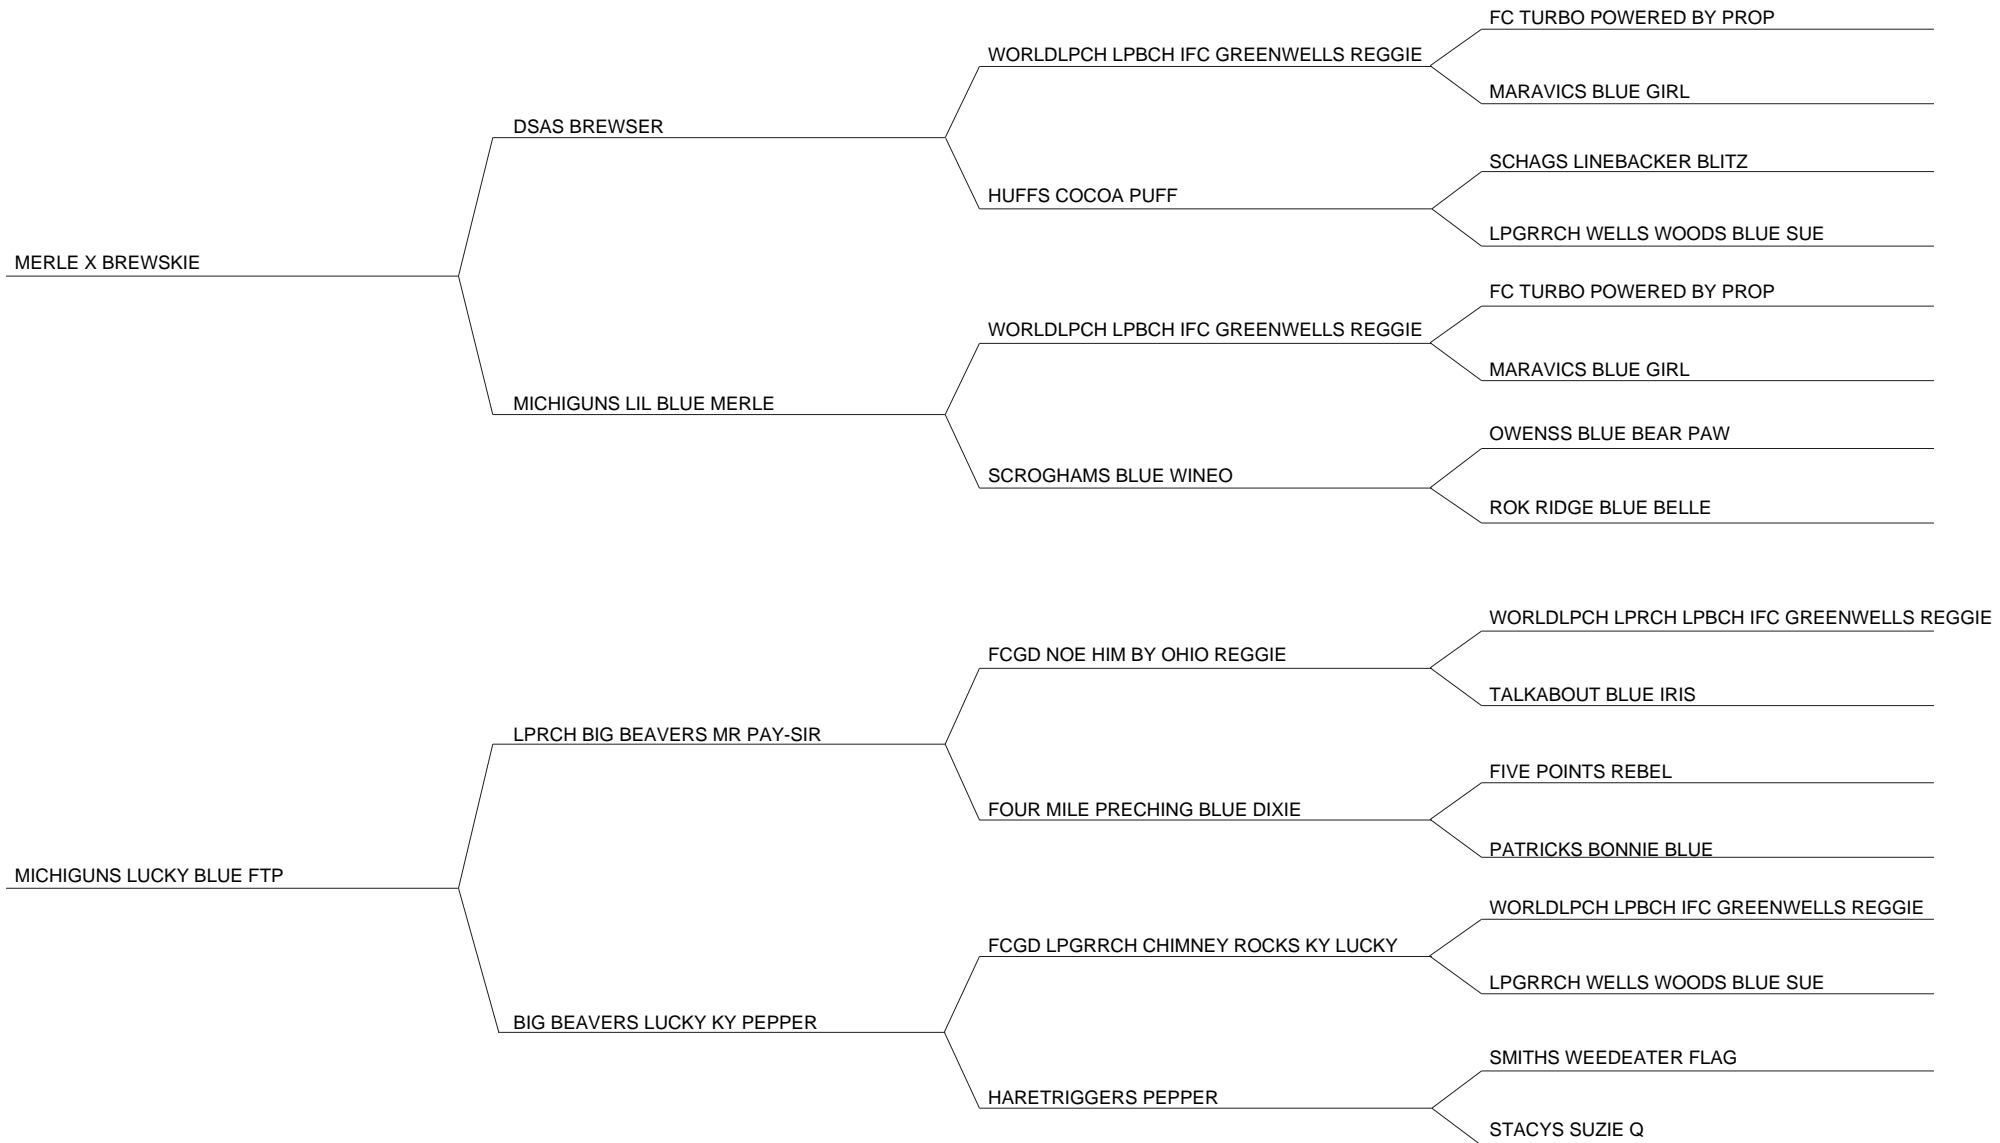 FC TURBO POWERED BY PROP
WORLDLPCH LPBCH IFC GREENWELLS REGGIE
MARAVICS BLUE GIRL
DSAS BREWSER
SCHAGS LINEBACKER BLITZ
HUFFS COCOA PUFF
LPGRRCH WELLS WOODS BLUE SUE
MERLE X BREWSKIE
FC TURBO POWERED BY PROP
WORLDLPCH LPBCH IFC GREENWELLS REGGIE
MARAVICS BLUE GIRL
MICHIGUNS LIL BLUE MERLE
OWENSS BLUE BEAR PAW
SCROGHAMS BLUE WINEO
ROK RIDGE BLUE BELLE
WORLDLPCH LPRCH LPBCH IFC GREENWELLS REGGIE
FCGD NOE HIM BY OHIO REGGIE
TALKABOUT BLUE IRIS
LPRCH BIG BEAVERS MR PAY-SIR
FIVE POINTS REBEL
FOUR MILE PRECHING BLUE DIXIE
PATRICKS BONNIE BLUE
MICHIGUNS LUCKY BLUE FTP
WORLDLPCH LPBCH IFC GREENWELLS REGGIE
FCGD LPGRRCH CHIMNEY ROCKS KY LUCKY
LPGRRCH WELLS WOODS BLUE SUE
BIG BEAVERS LUCKY KY PEPPER
SMITHS WEEDEATER FLAG
HARETRIGGERS PEPPER
STACYS SUZIE Q